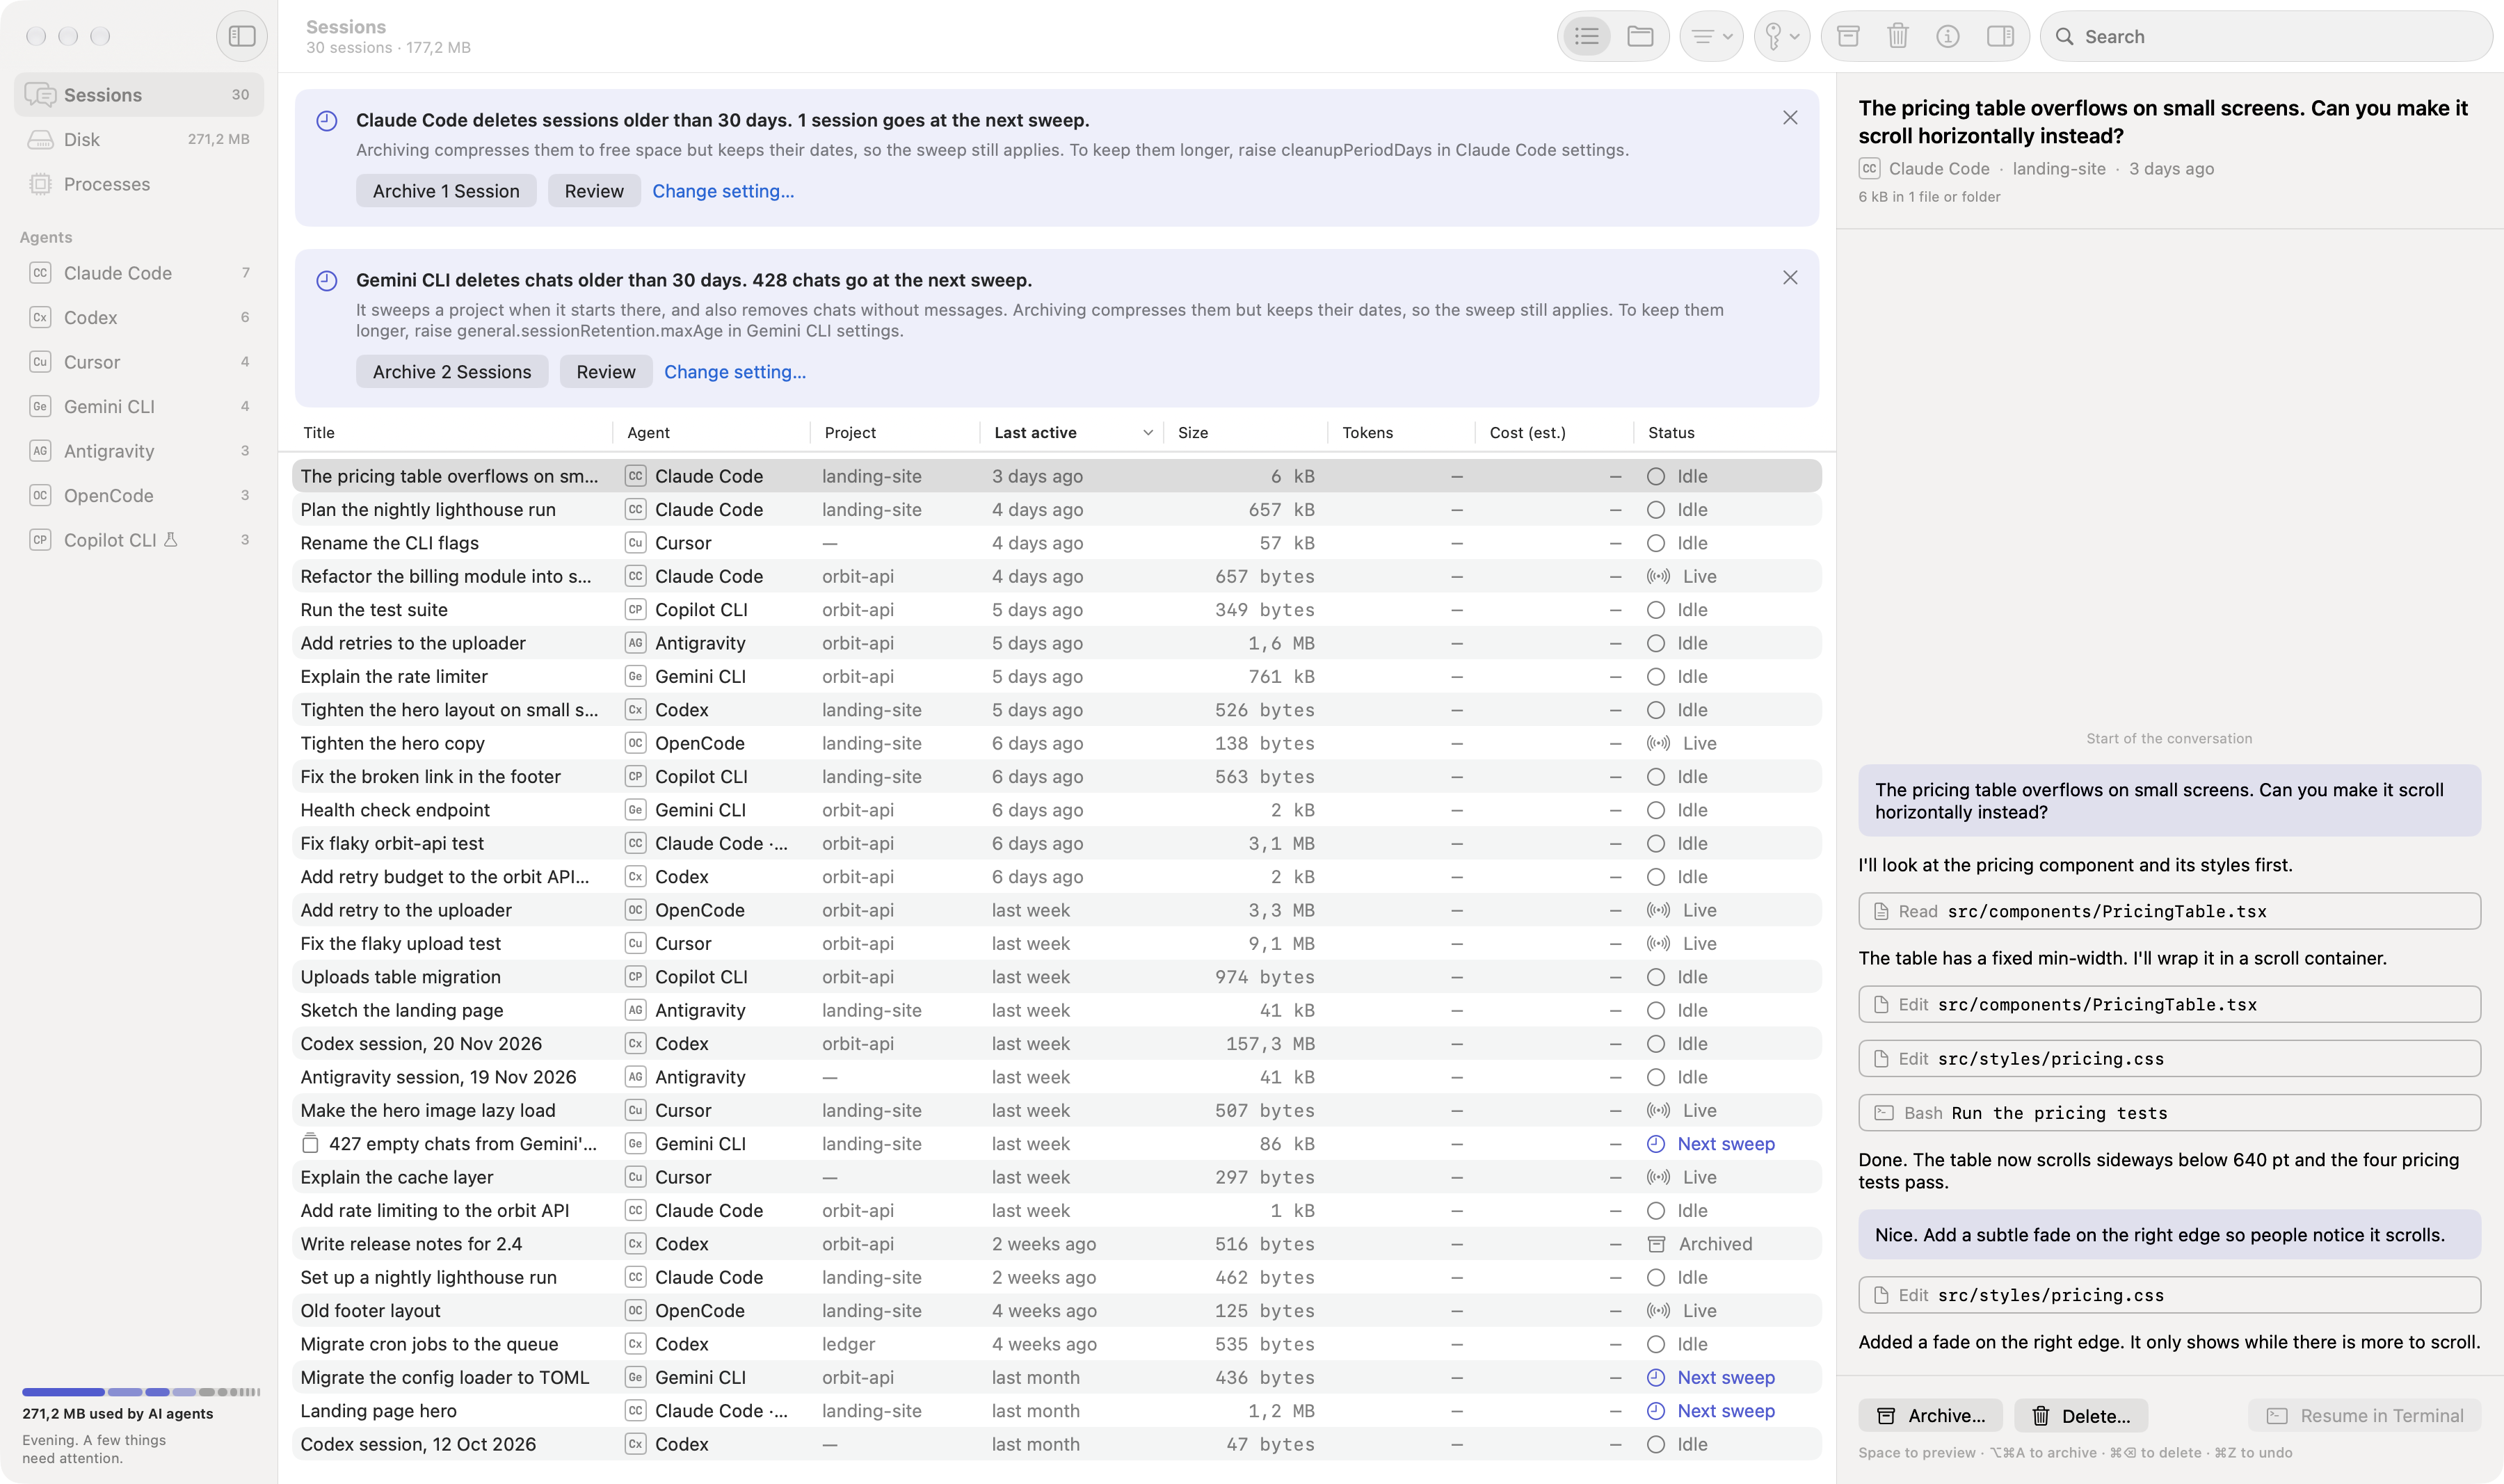 Sessions
30 sessions · 177,2 MB
Search
Sessions 30
Disk 271,2 MB
Processes
Agents
CC Claude Code 7
Cx Codex 6
Cu Cursor 4
Ge Gemini CLI 4
AG Antigravity 3
OC OpenCode 3
CP Copilot CLI 3
271,2 MB used by AI agents
Evening. A few things
need attention.
Claude Code deletes sessions older than 30 days. 1 session goes at the next sweep.
Archiving compresses them to free space but keeps their dates, so the sweep still applies. To keep them longer, raise cleanupPeriodDays in Claude Code settings.
Archive 1 Session Review Change setting...
Gemini CLI deletes chats older than 30 days. 428 chats go at the next sweep.
It sweeps a project when it starts there, and also removes chats without messages. Archiving compresses them but keeps their dates, so the sweep still applies. To keep them
longer, raise general.sessionRetention.maxAge in Gemini CLI settings.
Archive 2 Sessions Review Change setting...
Title Agent Project Last active Size Tokens Cost (est.) Status
The pricing table overflows on sm... CC Claude Code landing-site 3 days ago 6 kB – – Idle
Plan the nightly lighthouse run CC Claude Code landing-site 4 days ago 657 kB – – Idle
Rename the CLI flags Cu Cursor — 4 days ago 57 kB – – Idle
Refactor the billing module into s... CC Claude Code orbit-api 4 days ago 657 bytes – – Live
Run the test suite CP Copilot CLI orbit-api 5 days ago 349 bytes – – Idle
Add retries to the uploader AG Antigravity orbit-api 5 days ago 1,6 MB – – Idle
Explain the rate limiter Ge Gemini CLI orbit-api 5 days ago 761 kB – – Idle
Tighten the hero layout on small s... Cx Codex landing-site 5 days ago 526 bytes – – Idle
Tighten the hero copy OC OpenCode landing-site 6 days ago 138 bytes – – Live
Fix the broken link in the footer CP Copilot CLI landing-site 6 days ago 563 bytes – – Idle
Health check endpoint Ge Gemini CLI orbit-api 6 days ago 2 kB – – Idle
Fix flaky orbit-api test CC Claude Code ·... orbit-api 6 days ago 3,1 MB – – Idle
Add retry budget to the orbit API... Cx Codex orbit-api 6 days ago 2 kB – – Idle
Add retry to the uploader OC OpenCode orbit-api last week 3,3 MB – – Live
Fix the flaky upload test Cu Cursor orbit-api last week 9,1 MB – – Live
Uploads table migration CP Copilot CLI orbit-api last week 974 bytes – – Idle
Sketch the landing page AG Antigravity landing-site last week 41 kB – – Idle
Codex session, 20 Nov 2026 Cx Codex orbit-api last week 157,3 MB – – Idle
Antigravity session, 19 Nov 2026 AG Antigravity — last week 41 kB – – Idle
Make the hero image lazy load Cu Cursor landing-site last week 507 bytes – – Live
427 empty chats from Gemini'... Ge Gemini CLI landing-site last week 86 kB – – Next sweep
Explain the cache layer Cu Cursor — last week 297 bytes – – Live
Add rate limiting to the orbit API CC Claude Code orbit-api last week 1 kB – – Idle
Write release notes for 2.4 Cx Codex orbit-api 2 weeks ago 516 bytes – – Archived
Set up a nightly lighthouse run CC Claude Code landing-site 2 weeks ago 462 bytes – – Idle
Old footer layout OC OpenCode landing-site 4 weeks ago 125 bytes – – Live
Migrate cron jobs to the queue Cx Codex ledger 4 weeks ago 535 bytes – – Idle
Migrate the config loader to TOML Ge Gemini CLI orbit-api last month 436 bytes – – Next sweep
Landing page hero CC Claude Code ·... landing-site last month 1,2 MB – – Next sweep
Codex session, 12 Oct 2026 Cx Codex — last month 47 bytes – – Idle
The pricing table overflows on small screens. Can you make it
scroll horizontally instead?
CC Claude Code · landing-site · 3 days ago
6 kB in 1 file or folder
Start of the conversation
The pricing table overflows on small screens. Can you make it scroll
horizontally instead?
I'll look at the pricing component and its styles first.
Read src/components/PricingTable.tsx
The table has a fixed min-width. I'll wrap it in a scroll container.
Edit src/components/PricingTable.tsx
Edit src/styles/pricing.css
Bash Run the pricing tests
Done. The table now scrolls sideways below 640 pt and the four pricing
tests pass.
Nice. Add a subtle fade on the right edge so people notice it scrolls.
Edit src/styles/pricing.css
Added a fade on the right edge. It only shows while there is more to scroll.
Archive... Delete... Resume in Terminal
Space to preview · ⌥⌘A to archive · ⌘⌫ to delete · ⌘Z to undo